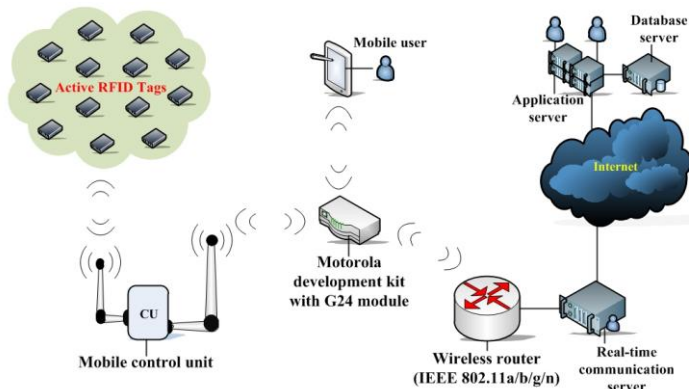 Active RFID Tags
Mobile user
Database
server
Application
server
Internet
Motorola
development kit
with G24 module
CU
Mobile control unit
Wireless router
(IEEE 802.11a/b/g/n)
Real-time
communication
server